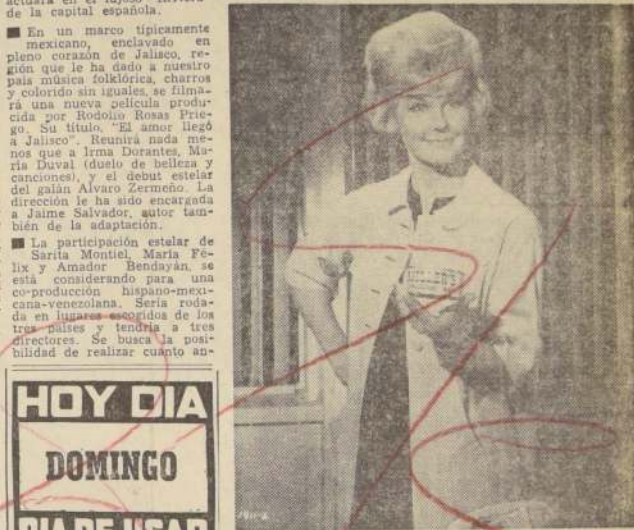 actuará en el lujoso
de la capital española.
■ En un marco típicamente
mexicano, enclavado en
pleno corazón de Jalisco, re-
gión que le ha dado a nuestro
país música folklórica, charros
y colorido sin iguales, se filma-
rá una nueva película produ-
cida por Rodolfo Rosas Prie-
go. Su título, "El amor llegó
a Jalisco". Reunirá nada me-
nos que a Irma Dorantes, Ma-
ría Duval (duelo de belleza y
canciones), y el debut estelar
del galán Alvaro Zermeño. La
dirección le ha sido encargada
a Jaime Salvador, autor tam-
bién de la adaptación.
■ La participación estelar de
Sarita Montiel, María Fé-
lix y Amador Bendayán, se
está considerando para una
co-producción hispano-mexi-
cana-venezolana. Sería roda-
da en lugares escogidos de los
tres países y tendría a tres
directores. Se busca la posi-
bilidad de realizar cuanto an-
HOY DIA
DOMINGO
DIA DE USAR